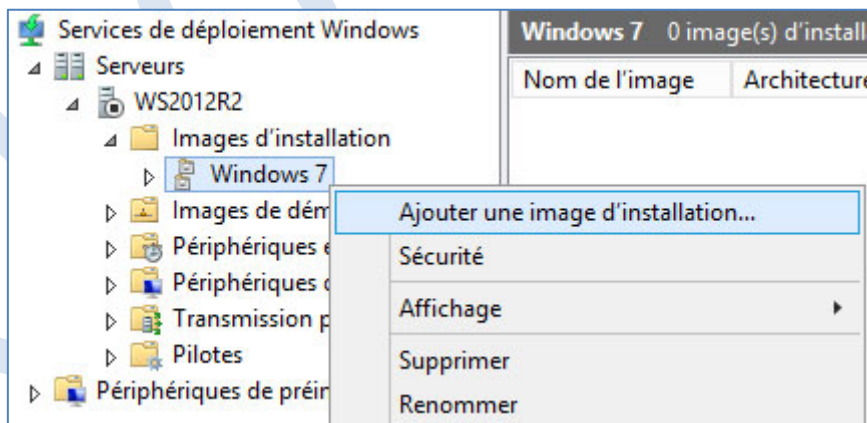 Services de déploiement Windows
Serveurs
WS2012R2
Images d'installation
Windows 7
Images de dém
Périphériques
Périphériques
Transmission
Pilotes
Périphériques de préin
Windows 7 0 image(s) d'install
Nom de l'image Architecture
Ajouter une image d'installation...
Sécurité
Affichage
Supprimer
Renommer